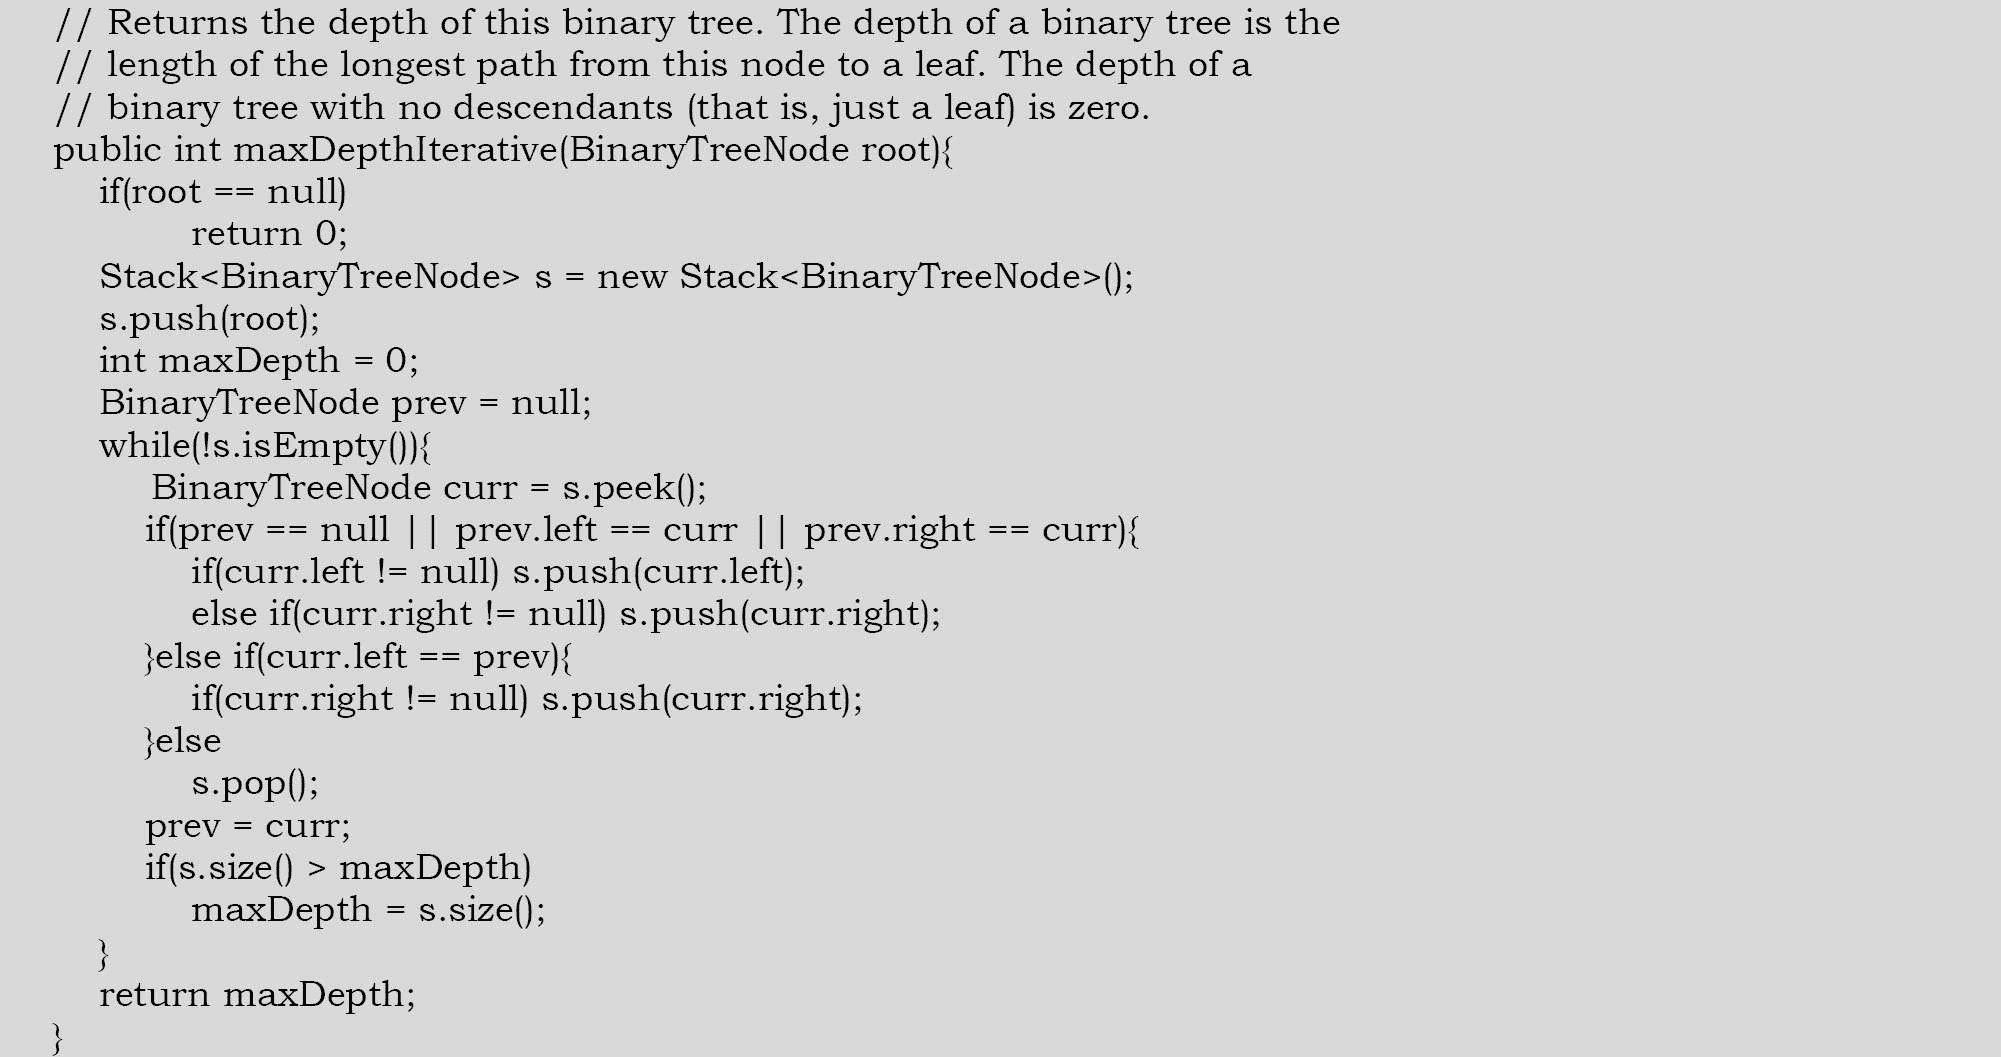 // Returns the depth of this binary tree. The depth of a binary tree is the
// length of the longest path from this node to a leaf. The depth of a
// binary tree with no descendants (that is, just a leaf) is zero.
public int maxDepthIterative(BinaryTreeNode root){
if(root == null)
return 0;
Stack<BinaryTreeNode> s = new Stack<BinaryTreeNode>();
s.push(root);
int maxDepth = 0;
BinaryTreeNode prev = null;
while(!s.isEmpty()){
BinaryTreeNode curr = s.peek();
if(prev == null || prev.left == curr || prev.right == curr){
if(curr.left != null) s.push(curr.left);
else if(curr.right != null) s.push(curr.right);
}else if(curr.left == prev){
if(curr.right != null) s.push(curr.right);
}else
s.pop();
prev = curr;
if(s.size() > maxDepth)
maxDepth = s.size();
}
return maxDepth;
}